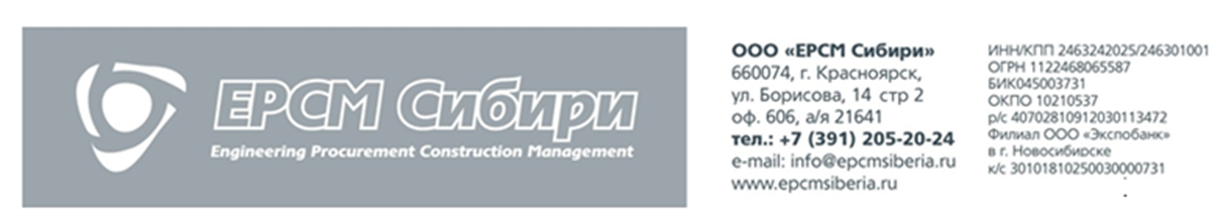 ЕРСМ Сибири
Engineering Procurement Construction Management
ООО «ЕРСМ Сибири»
660074, г. Красноярск,
ул. Борисова, 14 стр 2
оф. 606, а/я 21641
тел.: +7 (391) 205-20-24
e-mail: info@epcmsiberia.ru
www.epcmsiberia.ru
ИНН/КПП 2463242025/246301001
ОГРН 1122468065587
БИК045003731
ОКПО 10210537
р/с 40702810912030113472
Филиал ООО «Экспобанк»
в г. Новосибирске
к/с 30101810250030000731